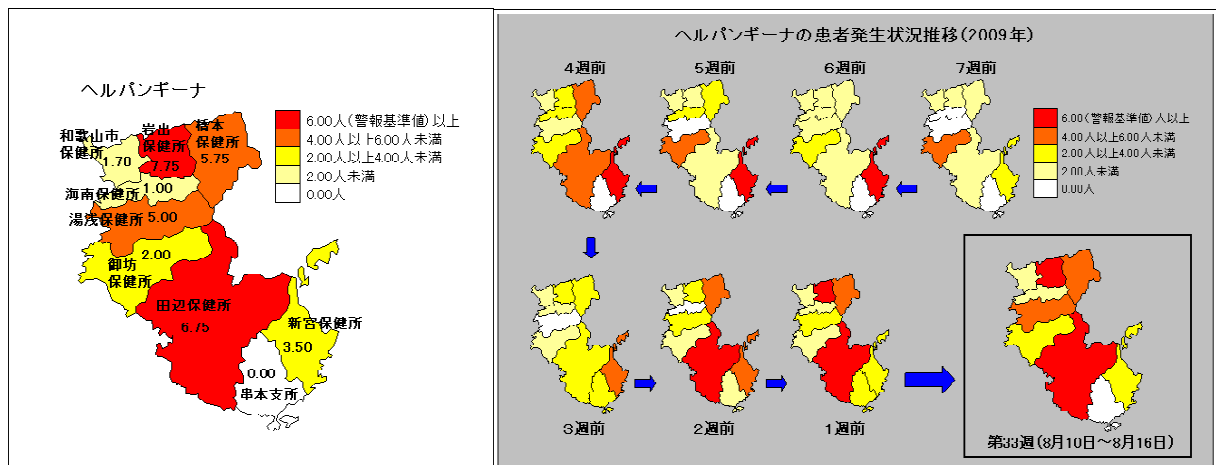 ヘルパンギーナ
6.00人(警報基準値)以上
4.00人以上6.00人未満
2.00人以上4.00人未満
2.00人未満
0.00人
和歌山市
保健所
1.70
岩出
保健所
7.75
橋本
保健所
5.75
海南保健所
1.00
湯浅保健所
5.00
御坊
保健所
2.00
田辺保健所
6.75
新宮保健所
3.50
0.00
串本支所
ヘルパンギーナの患者発生状況推移(2009年)
4週前
5週前
6週前
7週前
6.00(警報基準値)人以上
4.00人以上6.00人未満
2.00人以上4.00人未満
2.00人未満
0.00人
3週前
2週前
1週前
第33週(8月10日～8月16日)